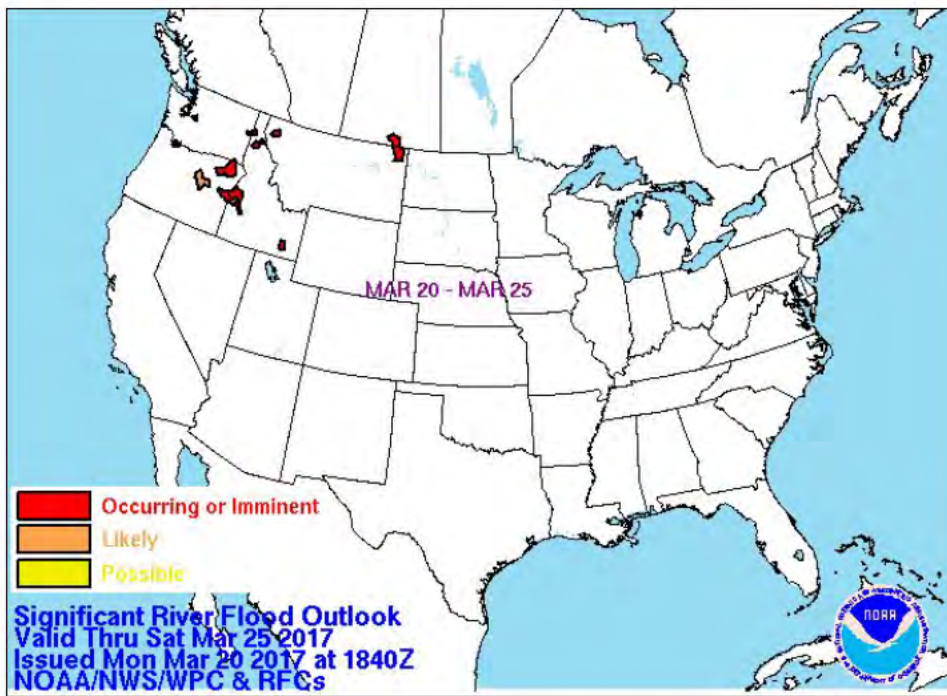 MAR 20 - MAR 25
Occurring or Imminent
Likely
Possible
Significant River Flood Outlook
Valid Thru Sat Mar 25 2017
Issued Mon Mar 20 2017 at 1840Z
NOAA/NWS/WPC & RFCs
NOAA